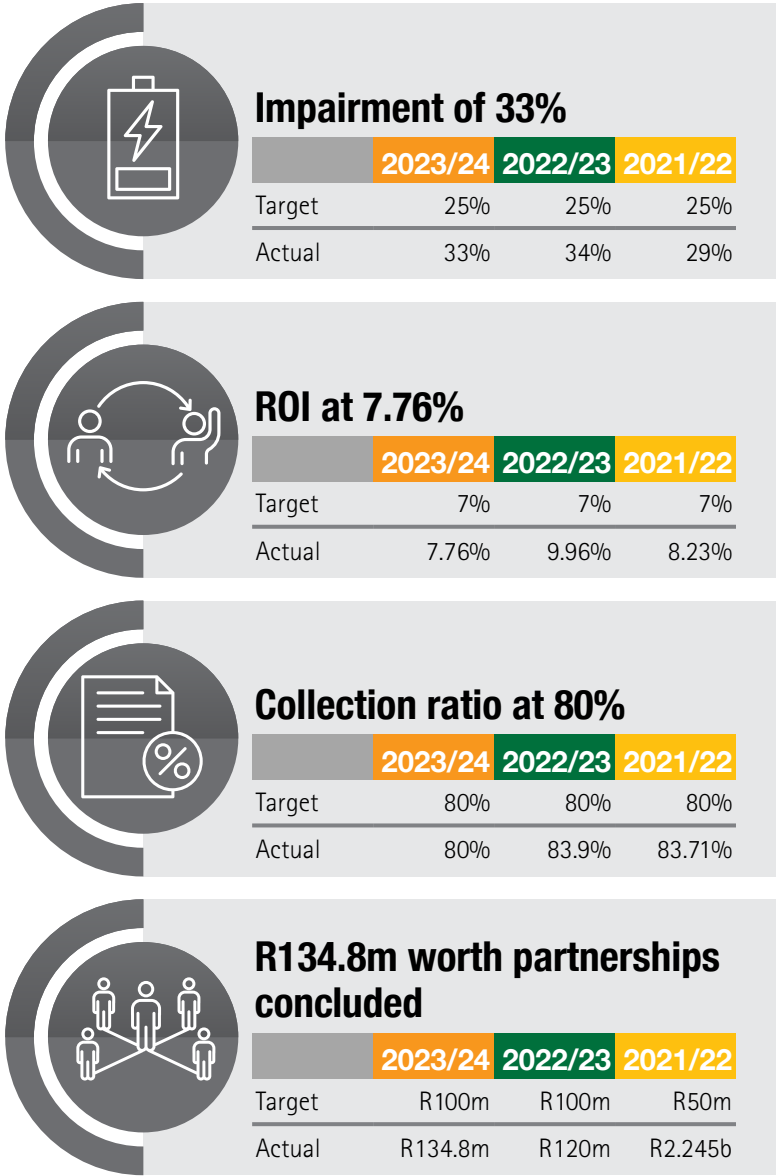 Impairment of 33%
2023/24 2022/23 2021/22
Target 25% 25% 25%
Actual 33% 34% 29%
ROI at 7.76%
2023/24 2022/23 2021/22
Target 7% 7% 7%
Actual 7.76% 9.96% 8.23%
Collection ratio at 80%
2023/24 2022/23 2021/22
Target 80% 80% 80%
Actual 80% 83.9% 83.71%
R134.8m worth partnerships
concluded
2023/24 2022/23 2021/22
Target R100m R100m R50m
Actual R134.8m R120m R2.245b